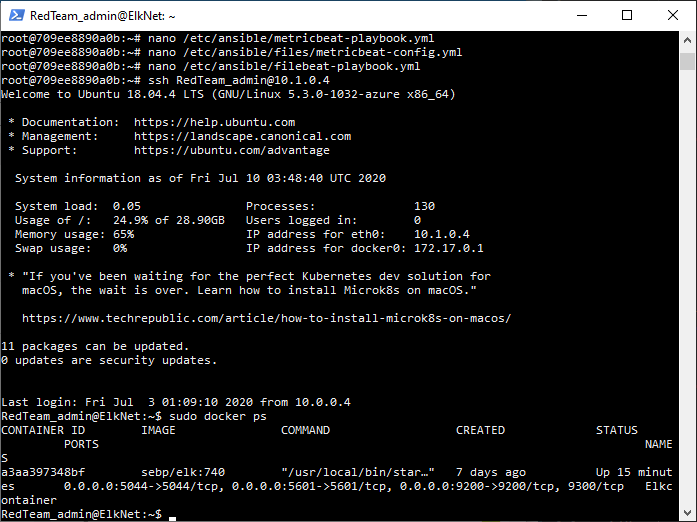 RedTeam_admin@ElkNet: ~
root@709ee8890a0b:~# nano /etc/ansible/metricbeat-playbook.yml
root@709ee8890a0b:~# nano /etc/ansible/files/metricbeat-config.yml
root@709ee8890a0b:~# nano /etc/ansible/filebeat-playbook.yml
root@709ee8890a0b:~# ssh RedTeam_admin@10.1.0.4
Welcome to Ubuntu 18.04.4 LTS (GNU/Linux 5.3.0-1032-azure x86_64)
* Documentation:  https://help.ubuntu.com
* Management:     https://landscape.canonical.com
* Support:        https://ubuntu.com/advantage
System information as of Fri Jul 10 03:48:40 UTC 2020
System load:  0.05               Processes:              130
Usage of /:   24.9% of 28.90GB   Users logged in:        0
Memory usage: 65%                IP address for eth0:    10.1.0.4
Swap usage:   0%                 IP address for docker0: 172.17.0.1
* "If you've been waiting for the perfect Kubernetes dev solution for
macOS, the wait is over. Learn how to install Microk8s on macOS."
https://www.techrepublic.com/article/how-to-install-microk8s-on-macos/
11 packages can be updated.
0 updates are security updates.
Last login: Fri Jul  3 01:09:10 2020 from 10.0.0.4
RedTeam_admin@ElkNet:~$ sudo docker ps
CONTAINER ID        IMAGE               COMMAND                  CREATED             STATUS
PORTS                                                                              NAME
S
a3aa397348bf        sebp/elk:740        "/usr/local/bin/star…"   7 days ago          Up 15 minut
es       0.0.0.0:5044->5044/tcp, 0.0.0.0:5601->5601/tcp, 0.0.0.0:9200->9200/tcp, 9300/tcp   Elkc
ontainer
RedTeam_admin@ElkNet:~$